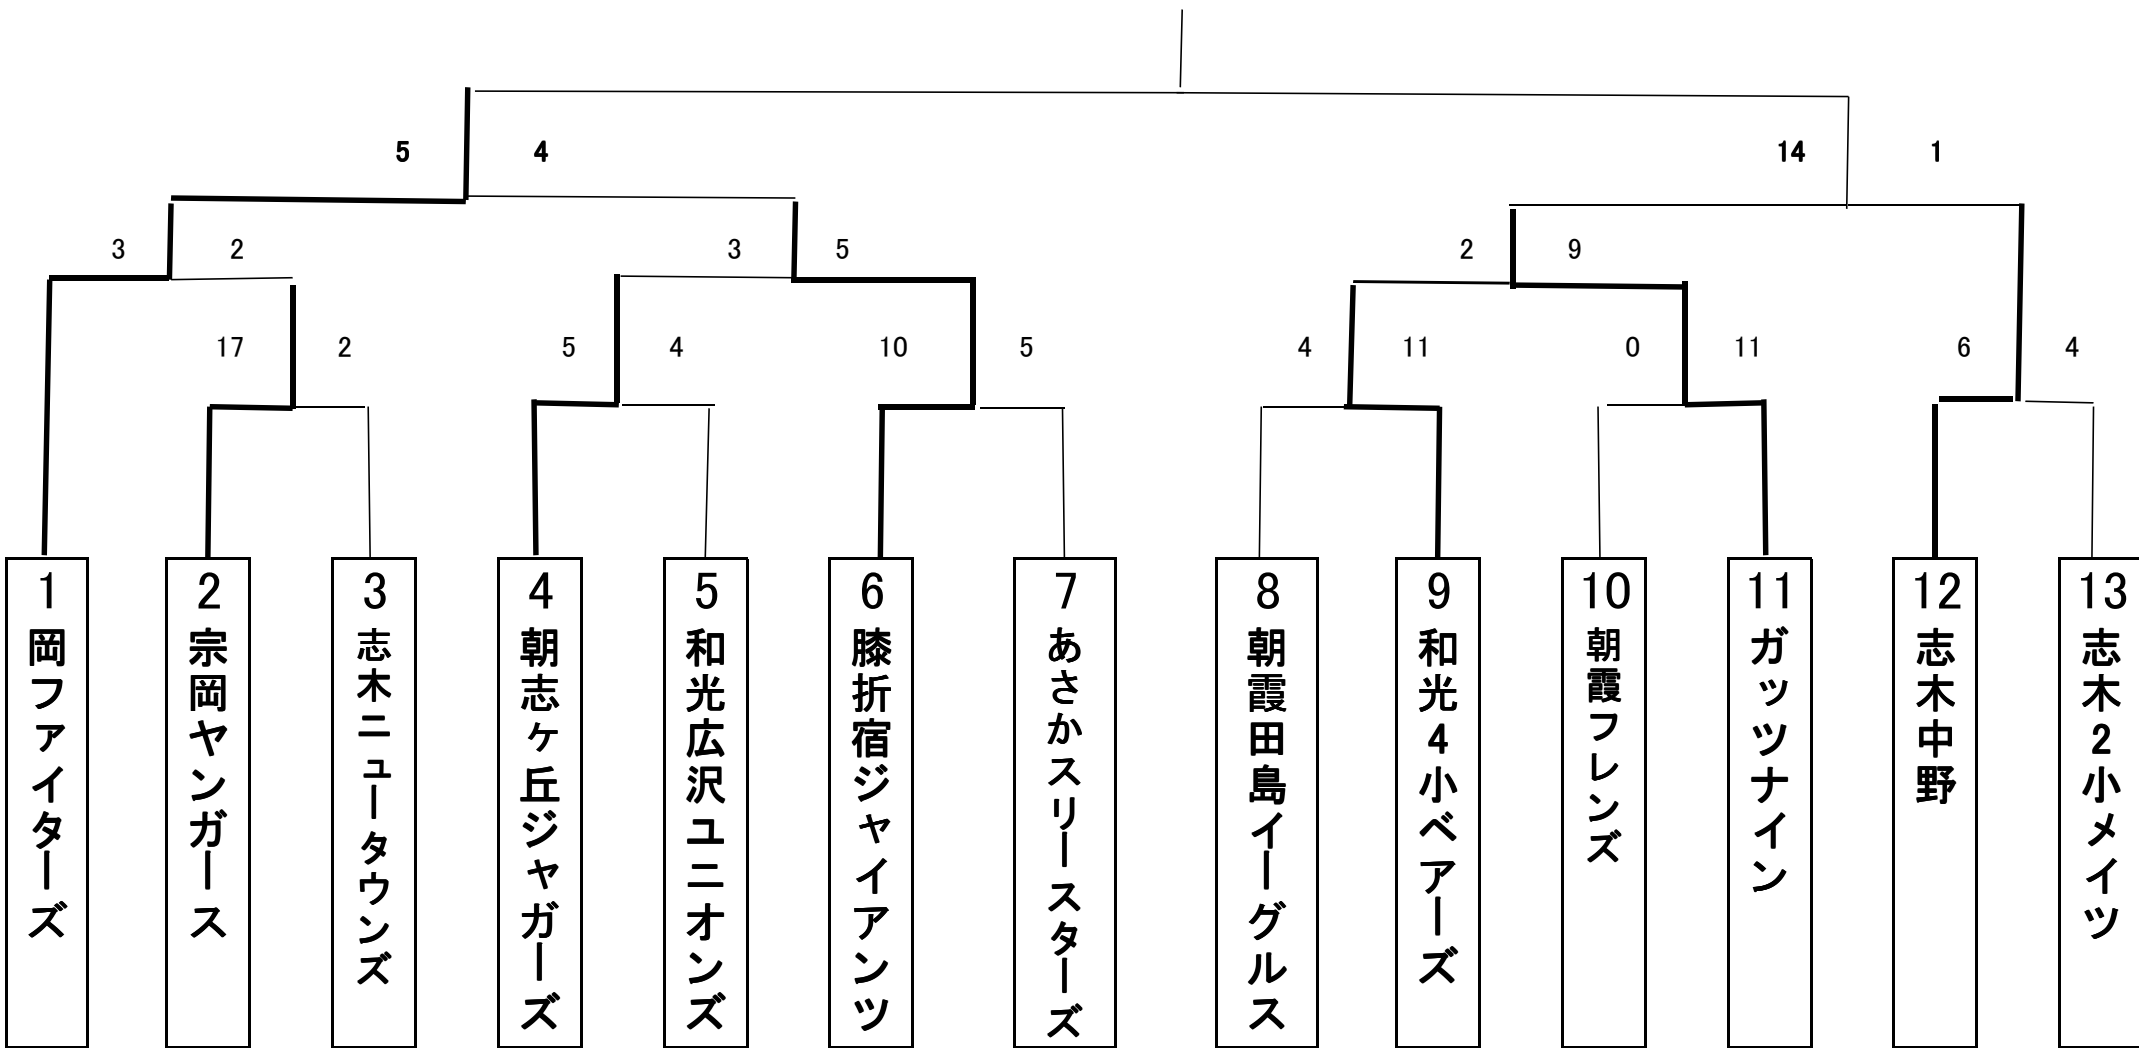 5 4 14 1
3 2 3 5 2 9
17 2 5 4 10 5 4 11 0 11 6 4
1 岡ファイターズ
2 宗岡ヤンガース
3 志木ニュータウンズ
4 朝志ヶ丘ジャガーズ
5 和光広沢ユニオンズ
6 膝折宿ジャイアンツ
7 あさかスリースターズ
8 朝霞田島イーグルス
9 和光4小ベアーズ
10 朝霞フレンズ
11 ガッツナイン
12 志木中野
13 志木2小メイツ